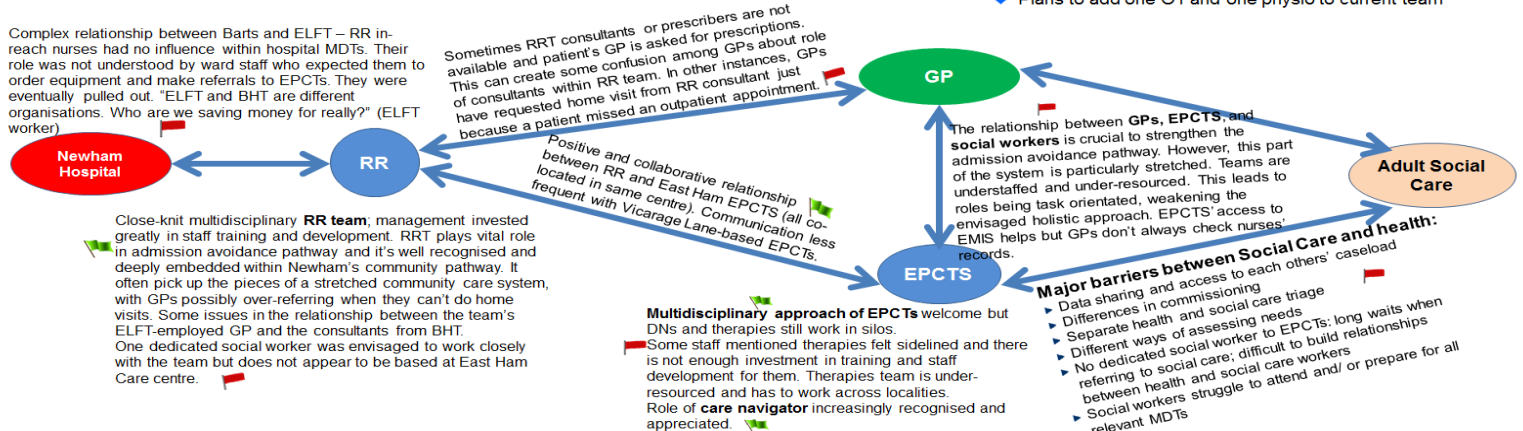 Plans to add one OT and one physio to current team
Complex relationship between Barts and ELFT – RR in-
reach nurses had no influence within hospital MDTs. Their
role was not understood by ward staff who expected them to
order equipment and make referrals to EPCTs. They were
eventually pulled out. “ELFT and BHT are different
organisations. Who are we saving money for really?” (ELFT
worker)
Newham
Hospital
RR
Sometimes RRT consultants or prescribers are not
available and patient's GP is asked for prescriptions.
This can create some confusion among GPs about role
of consultants within RR team. In other instances, GPs
have requested home visit from RR consultant just
because a patient missed an outpatient appointment.
GP
Positive and collaborative relationship
between RR and East Ham EPCTS (all co-
located in same centre). Communication less
frequent with Vicarage Lane-based EPCTs.
The relationship between GPs, EPCTS, and
social workers is crucial to strengthen the
admission avoidance pathway. However, this part
of the system is particularly stretched. Teams are
understaffed and under-resourced. This leads to
roles being task orientated, weakening the
envisaged holistic approach. EPCTS' access to
EMIS helps but GPs don't always check nurses'
records.
Adult Social
Care
EPCTS
Close-knit multidisciplinary RR team; management invested
greatly in staff training and development. RRT plays vital role
in admission avoidance pathway and it's well recognised and
deeply embedded within Newham's community pathway. It
often pick up the pieces of a stretched community care system,
with GPs possibly over-referring when they can't do home
visits. Some issues in the relationship between the team's
ELFT-employed GP and the consultants from BHT.
One dedicated social worker was envisaged to work closely
with the team but does not appear to be based at East Ham
Care centre.
Multidisciplinary approach of EPCTs welcome but
DNs and therapies still work in silos.
Some staff mentioned therapies felt sidelined and there
is not enough investment in training and staff
development for them. Therapies team is under-
resourced and has to work across localities.
Role of care navigator increasingly recognised and
appreciated.
Major barriers between Social Care and health:
Data sharing and access to each others' caseload
Differences in commissioning
Separate health and social care triage
Different ways of assessing needs
No dedicated social worker to EPCTs: long waits when
referring to social care; difficult to build relationships
between health and social care workers
Social workers struggle to attend and/ or prepare for all
relevant MDTs